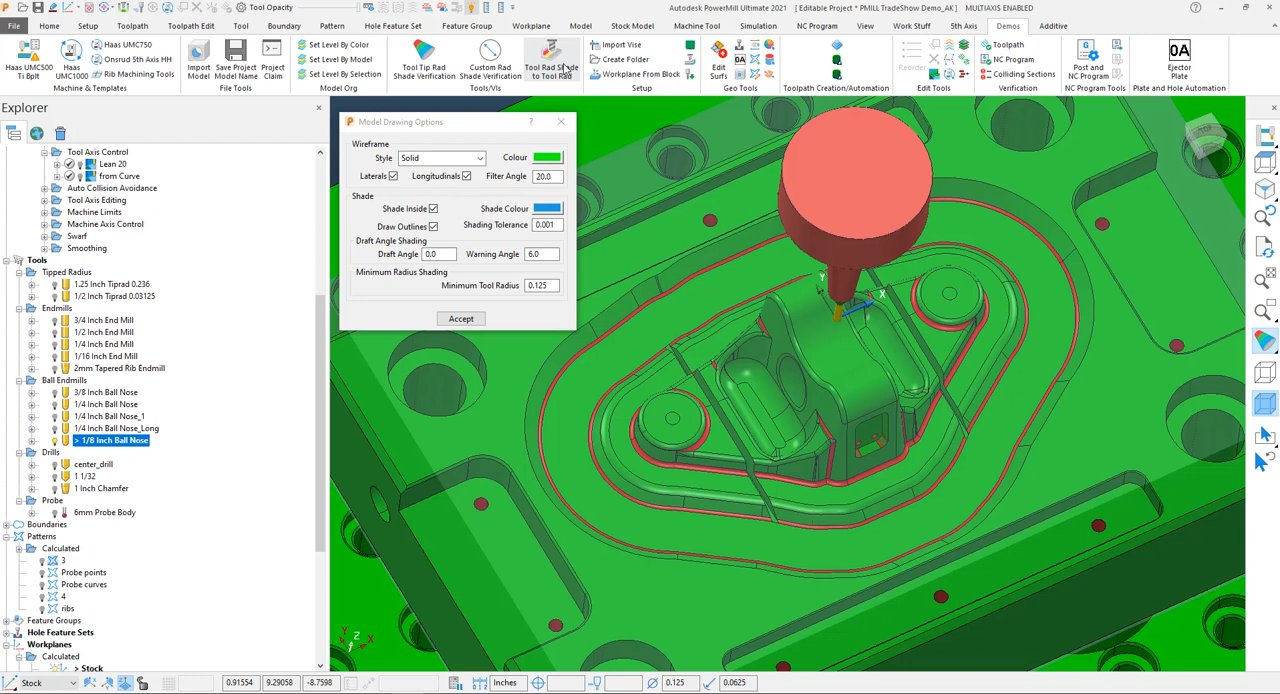 Tool Opacity
Autodesk PowerMill Ultimate 2021   [ Editable Project * PMILL TradeShow Demo_AK ]   MULTIAXIS ENABLED
File Home Setup Toolpath Toolpath Edit Tool Boundary Pattern Hole Feature Set Feature Group Workplane Model Stock Model Machine Tool Simulation NC Program View Work Stuff 5th Axis Demos Additive
Haas UMC500 Ti Bplt
Haas UMC1000
Haas UMC750
Onsrud 5th Axis HH
Rib Machining Tools
Machine & Templates
Import Model
Save Project Model Name
Project Claim
File Tools
Set Level By Color
Set Level By Model
Set Level By Selection
Model Org
Tool Tip Rad Shade Verification
Custom Rad Shade Verification
Tool Rad Shade to Tool Rad
Tools/VIs
Import Vise
Create Folder
Workplane From Block
Setup
Edit Surfs
Geo Tools
Toolpath Creation/Automation
Reorder
Edit Tools
Toolpath
NC Program
Colliding Sections
Verification
Post and NC Program
NC Program Tools
0A
Ejector Plate
Plate and Hole Automation
Explorer
Tool Axis Control
Lean 20
from Curve
Auto Collision Avoidance
Tool Axis Editing
Machine Limits
Machine Axis Control
Swarf
Smoothing
Tools
Tipped Radius
1.25 Inch Tiprad 0.236
1/2 Inch Tiprad 0.03125
Endmills
3/4 Inch End Mill
1/2 Inch End Mill
1/4 Inch End Mill
1/16 Inch End Mill
2mm Tapered Rib Endmill
Ball Endmills
3/8 Inch Ball Nose
1/4 Inch Ball Nose
1/4 Inch Ball Nose_1
1/4 Inch Ball Nose_Long
> 1/8 Inch Ball Nose
Drills
center_drill
1 1/32
1 Inch Chamfer
Probe
6mm Probe Body
Boundaries
Patterns
Calculated
3
Probe points
Probe curves
4
ribs
Feature Groups
Hole Feature Sets
Workplanes
Calculated
> Stock
Model Drawing Options ?
Wireframe
Style Solid Colour
Laterals Longitudinals Filter Angle 20.0
Shade
Shade Inside Shade Colour
Draw Outlines Shading Tolerance 0.001
Draft Angle Shading
Draft Angle 0.0 Warning Angle 6.0
Minimum Radius Shading
Minimum Tool Radius 0.125
Accept
Y
X
Z
Y X
Stock 0.91554 9.29058 -8.7598 Inches 0.125 0.0625